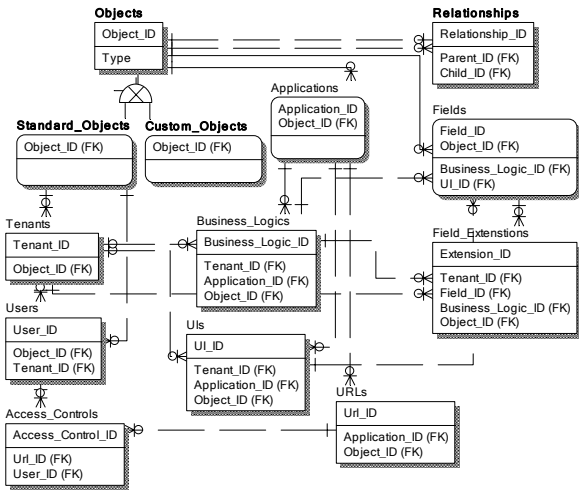 Objects
Object_ID
Type
Relationships
Relationship_ID
Parent_ID (FK)
Child_ID (FK)
Applications
Application_ID
Object_ID (FK)
Standard_Objects
Object_ID (FK)
Custom_Objects
Object_ID (FK)
Fields
Field_ID
Object_ID (FK)
Business_Logic_ID (FK)
UI_ID (FK)
Tenants
Tenant_ID
Object_ID (FK)
Business_Logics
Business_Logic_ID
Tenant_ID (FK)
Application_ID (FK)
Object_ID (FK)
Field_Extentions
Extension_ID
Tenant_ID (FK)
Field_ID (FK)
Business_Logic_ID (FK)
Object_ID (FK)
Users
User_ID
Object_ID (FK)
Tenant_ID (FK)
UIs
UI_ID
Tenant_ID (FK)
Application_ID (FK)
Object_ID (FK)
URLs
Url_ID
Application_ID (FK)
Object_ID (FK)
Access_Controls
Access_Control_ID
Url_ID (FK)
User_ID (FK)